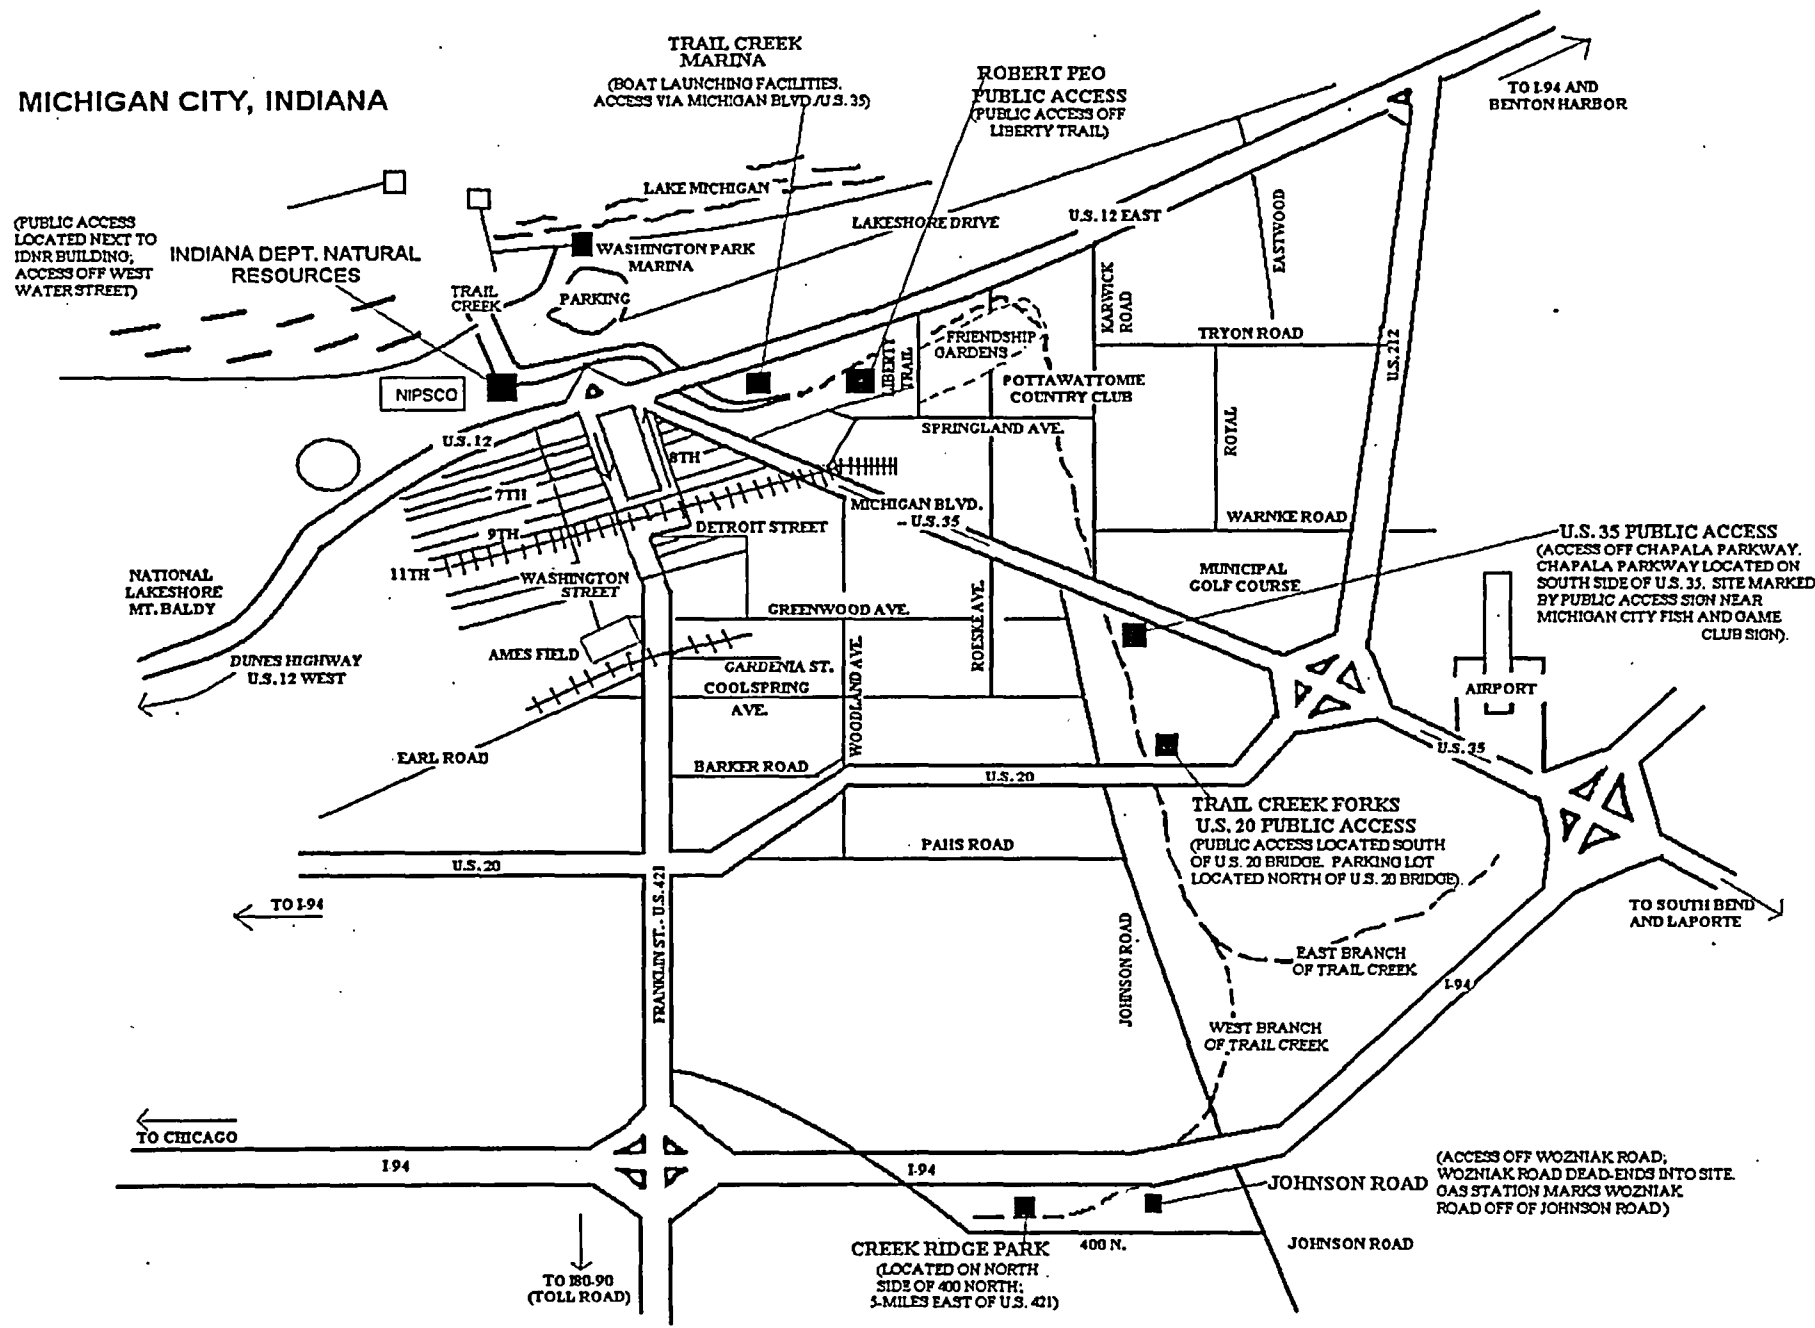 MICHIGAN CITY, INDIANA
TRAIL CREEK
MARINA
(BOAT LAUNCHING FACILITIES.
ACCESS VIA MICHIGAN BLVD./U.S. 35)
ROBERT PEO
PUBLIC ACCESS
(PUBLIC ACCESS OFF
LIBERTY TRAIL)
TO I-94 AND
BENTON HARBOR
LAKE MICHIGAN
LAKESHORE DRIVE
U.S. 12 EAST
EASTWOOD
(PUBLIC ACCESS
LOCATED NEXT TO
IDNR BUILDING;
ACCESS OFF WEST
WATER STREET)
INDIANA DEPT. NATURAL
RESOURCES
WASHINGTON PARK
MARINA
TRAIL
CREEK
PARKING
KARWICK
ROAD
TRYON ROAD
U.S. 212
FRIENDSHIP
GARDENS
LIBERTY
TRAIL
NIPSCO
POTTAWATTOMIE
COUNTRY CLUB
SPRINGLAND AVE.
ROYAL
U.S. 12
8TH
7TH
9TH
11TH
MICHIGAN BLVD.
U.S. 35
DETROIT STREET
WARNKE ROAD
U.S. 35 PUBLIC ACCESS
(ACCESS OFF CHAPALA PARKWAY.
CHAPALA PARKWAY LOCATED ON
SOUTH SIDE OF U.S. 35. SITE MARKED
BY PUBLIC ACCESS SIGN NEAR
MICHIGAN CITY FISH AND GAME
CLUB SIGN).
NATIONAL
LAKESHORE
MT. BALDY
WASHINGTON
STREET
MUNICIPAL
GOLF COURSE
GREENWOOD AVE.
ROESKE AVE.
WOODLAND AVE.
AMES FIELD
GARDENIA ST.
COOLSPRING
AVE.
DUNES HIGHWAY
U.S. 12 WEST
AIRPORT
U.S. 35
EARL ROAD
BARKER ROAD
U.S. 20
TRAIL CREEK FORKS
U.S. 20 PUBLIC ACCESS
(PUBLIC ACCESS LOCATED SOUTH
OF U.S. 20 BRIDGE. PARKING LOT
LOCATED NORTH OF U.S. 20 BRIDGE).
PAHS ROAD
U.S. 20
FRANKLIN ST. - U.S. 421
TO I-94
TO SOUTH BEND
AND LAPORTE
JOHNSON ROAD
EAST BRANCH
OF TRAIL CREEK
I-94
WEST BRANCH
OF TRAIL CREEK
TO CHICAGO
I-94
I-94
JOHNSON ROAD
(ACCESS OFF WOZNIAK ROAD;
WOZNIAK ROAD DEAD-ENDS INTO SITE.
GAS STATION MARKS WOZNIAK
ROAD OFF OF JOHNSON ROAD)
400 N.
JOHNSON ROAD
CREEK RIDGE PARK
(LOCATED ON NORTH
SIDE OF 400 NORTH;
5-MILES EAST OF U.S. 421)
TO I80-90
(TOLL ROAD)